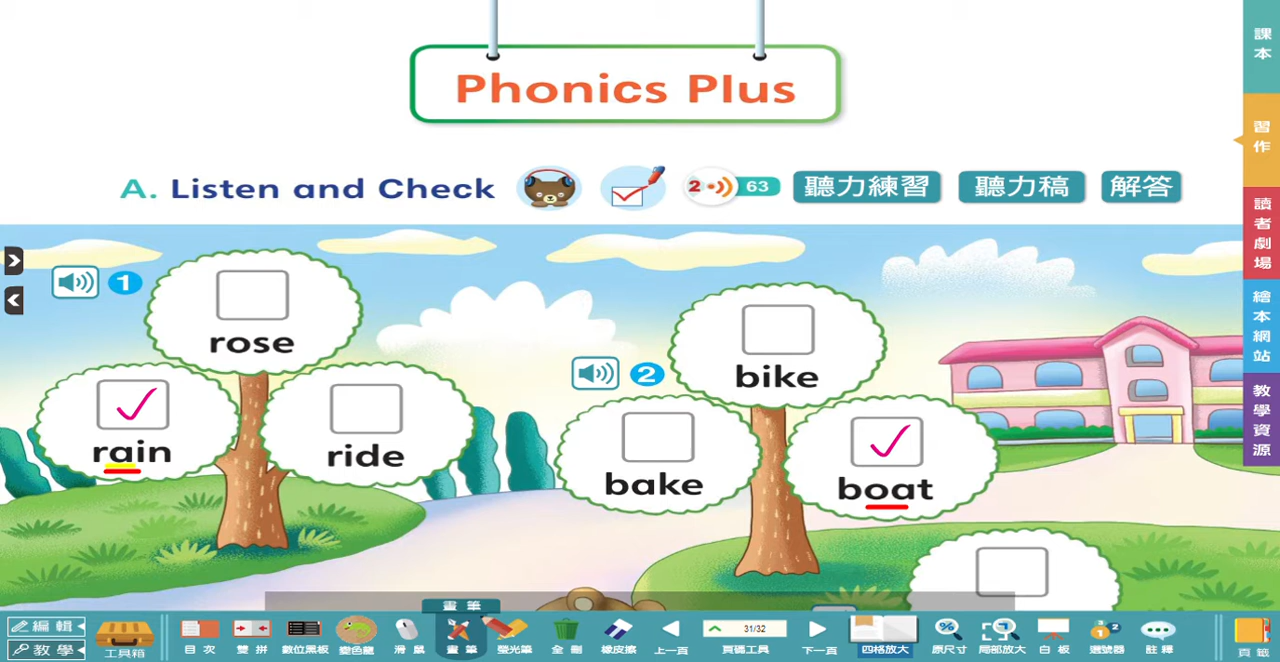 Phonics Plus
A. Listen and Check 2 63 聽力練習 聽力稿 解答
1
rose
rain
ride
2
bike
bake
boat
課本
習作
讀者劇場
繪本網站
教學資源
畫筆
編輯
教學
工具箱
目次
雙拼
數位黑板
變色龍
滑鼠
畫筆
螢光筆
全刪
橡皮擦
上一頁
31/32
頁碼工具
下一頁
四格放大
原尺寸
局部放大
白板
選號器
註釋
頁籤